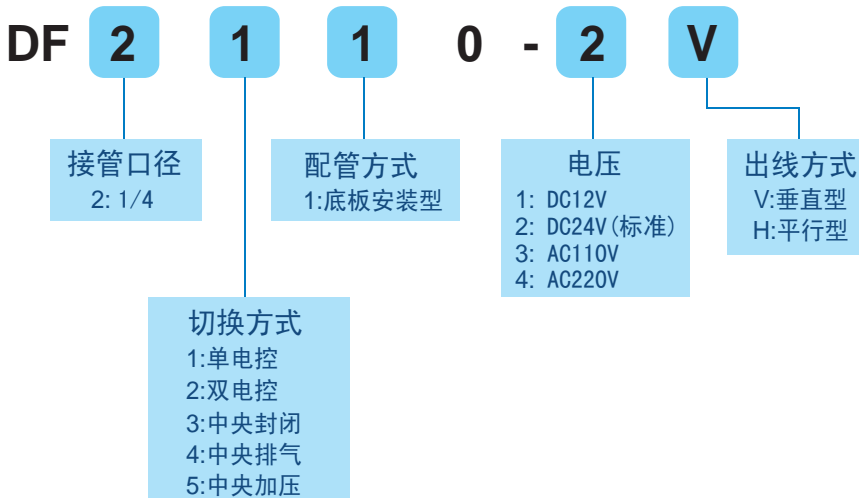 DF 2 1 1 0 - 2 V
接管口径
2: 1/4
配管方式
1:底板安装型
电压
1: DC12V
2: DC24V(标准)
3: AC110V
4: AC220V
出线方式
V:垂直型
H:平行型
切换方式
1:单电控
2:双电控
3:中央封闭
4:中央排气
5:中央加压